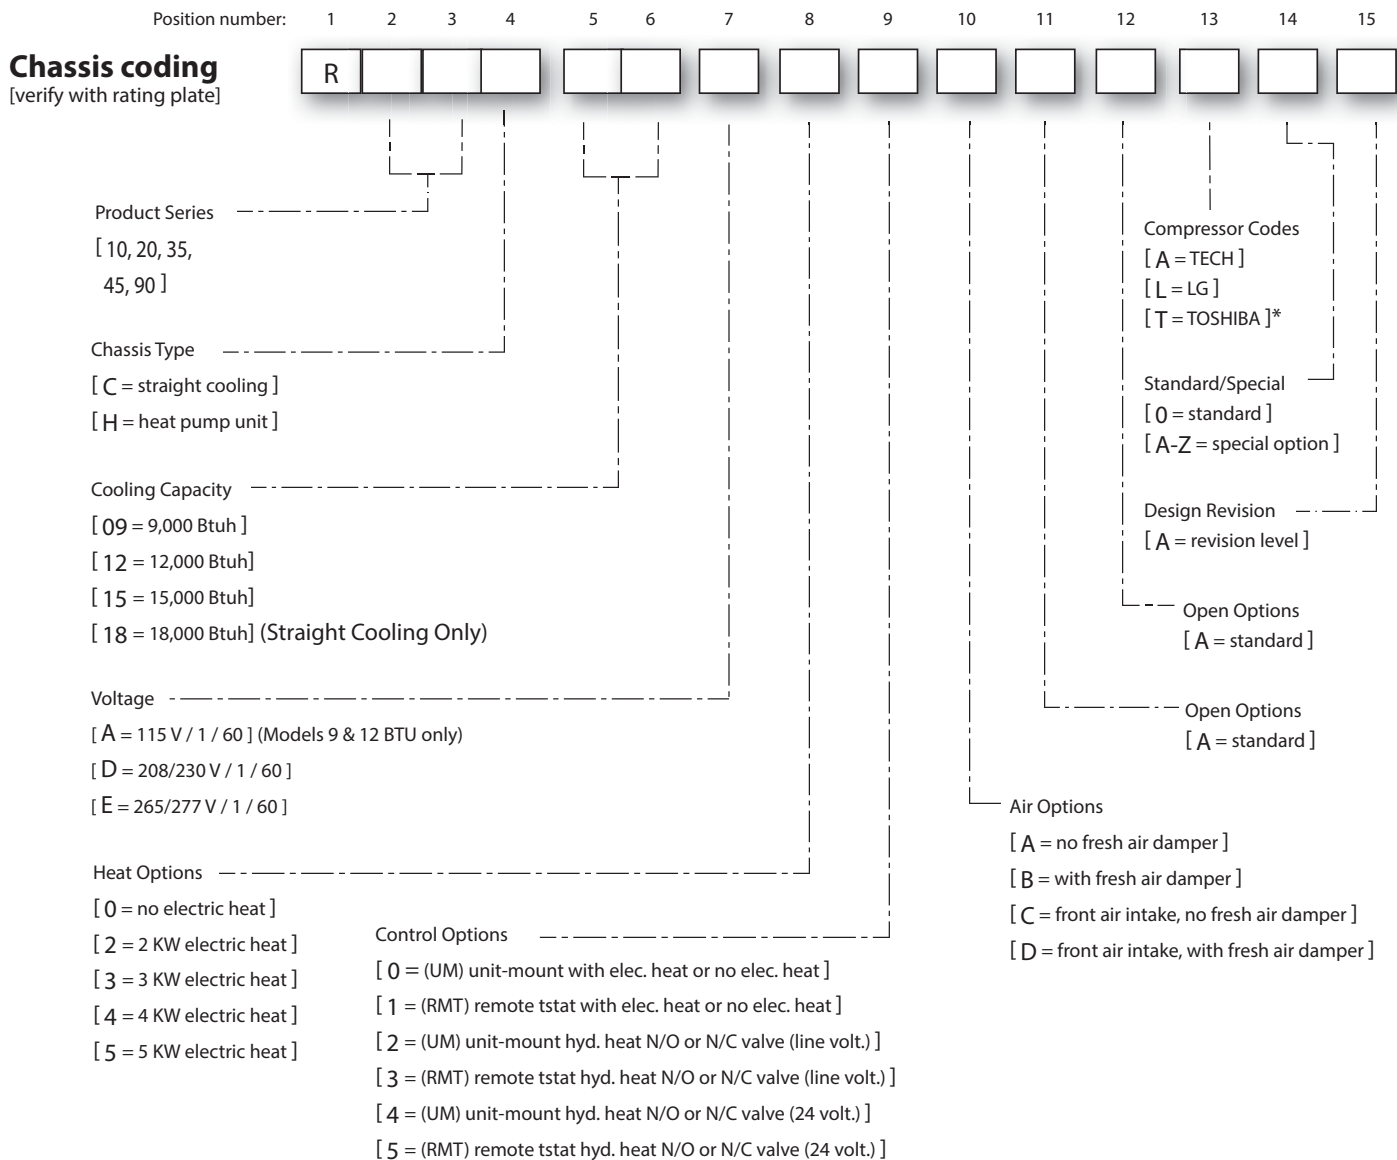 Position number: 1 2 3 4 5 6 7 8 9 10 11 12 13 14 15
Chassis coding
[verify with rating plate]
R
Product Series
[ 10, 20, 35,
45, 90 ]
Chassis Type
[ C = straight cooling ]
[ H = heat pump unit ]
Cooling Capacity
[ 09 = 9,000 Btuh ]
[ 12 = 12,000 Btuh]
[ 15 = 15,000 Btuh]
[ 18 = 18,000 Btuh] (Straight Cooling Only)
Voltage
[ A = 115 V / 1 / 60 ] (Models 9 & 12 BTU only)
[ D = 208/230 V / 1 / 60 ]
[ E = 265/277 V / 1 / 60 ]
Heat Options
[ 0 = no electric heat ]
[ 2 = 2 KW electric heat ]
[ 3 = 3 KW electric heat ]
[ 4 = 4 KW electric heat ]
[ 5 = 5 KW electric heat ]
Control Options
[ 0 = (UM) unit-mount with elec. heat or no elec. heat ]
[ 1 = (RMT) remote tstat with elec. heat or no elec. heat ]
[ 2 = (UM) unit-mount hyd. heat N/O or N/C valve (line volt.) ]
[ 3 = (RMT) remote tstat hyd. heat N/O or N/C valve (line volt.) ]
[ 4 = (UM) unit-mount hyd. heat N/O or N/C valve (24 volt.) ]
[ 5 = (RMT) remote tstat hyd. heat N/O or N/C valve (24 volt.) ]
Compressor Codes
[ A = TECH ]
[ L = LG ]
[ T = TOSHIBA ]*
Standard/Special
[ 0 = standard ]
[ A-Z = special option ]
Design Revision
[ A = revision level ]
Open Options
[ A = standard ]
Open Options
[ A = standard ]
Air Options
[ A = no fresh air damper ]
[ B = with fresh air damper ]
[ C = front air intake, no fresh air damper ]
[ D = front air intake, with fresh air damper ]